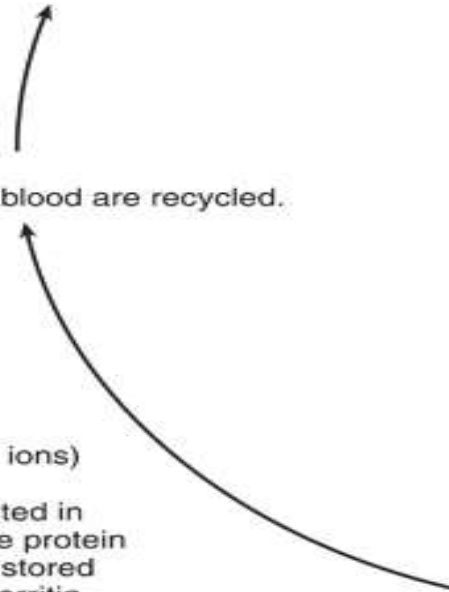 blood are recycled.
ions)
ted in
e protein
stored